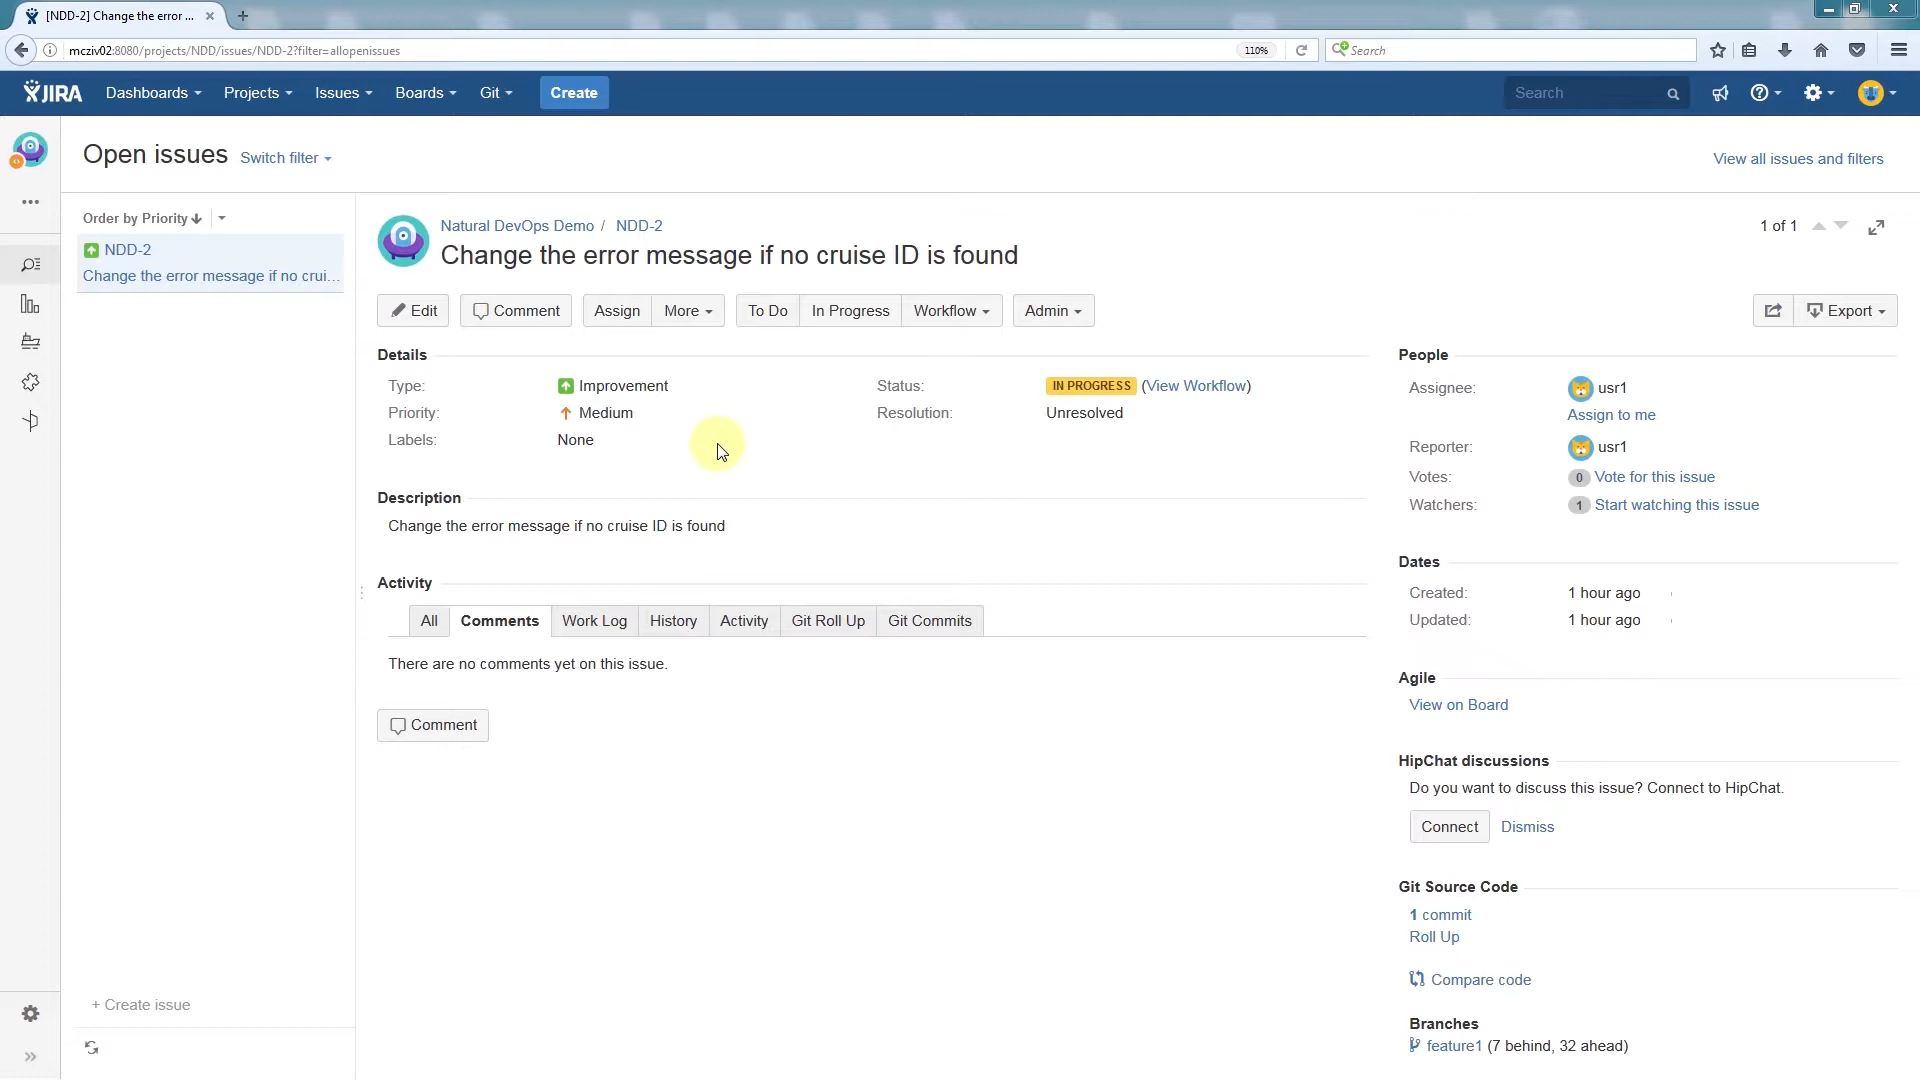 [NDD-2] Change the error ...
mcziv02:8080/projects/NDD/issues/NDD-2?filter=allopenissues
110%
Search
JIRA
Dashboards
Projects
Issues
Boards
Git
Create
Search
Open issues
Switch filter
View all issues and filters
Order by Priority
NDD-2
Change the error message if no crui...
+ Create issue
Natural DevOps Demo / NDD-2
1 of 1
Change the error message if no cruise ID is found
Edit
Comment
Assign
More
To Do
In Progress
Workflow
Admin
Export
Details
Type: Improvement
Status: IN PROGRESS (View Workflow)
Priority: Medium
Resolution: Unresolved
Labels: None
Description
Change the error message if no cruise ID is found
Activity
All
Comments
Work Log
History
Activity
Git Roll Up
Git Commits
There are no comments yet on this issue.
Comment
People
Assignee: usr1
Assign to me
Reporter: usr1
Votes: 0 Vote for this issue
Watchers: 1 Start watching this issue
Dates
Created: 1 hour ago
Updated: 1 hour ago
Agile
View on Board
HipChat discussions
Do you want to discuss this issue? Connect to HipChat.
Connect
Dismiss
Git Source Code
1 commit
Roll Up
Compare code
Branches
feature1 (7 behind, 32 ahead)